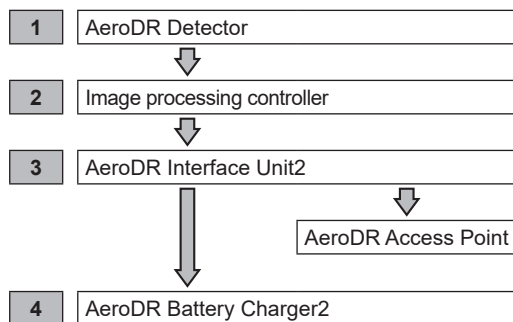 1 AeroDR Detector
2 Image processing controller
3 AeroDR Interface Unit2
AeroDR Access Point
4 AeroDR Battery Charger2